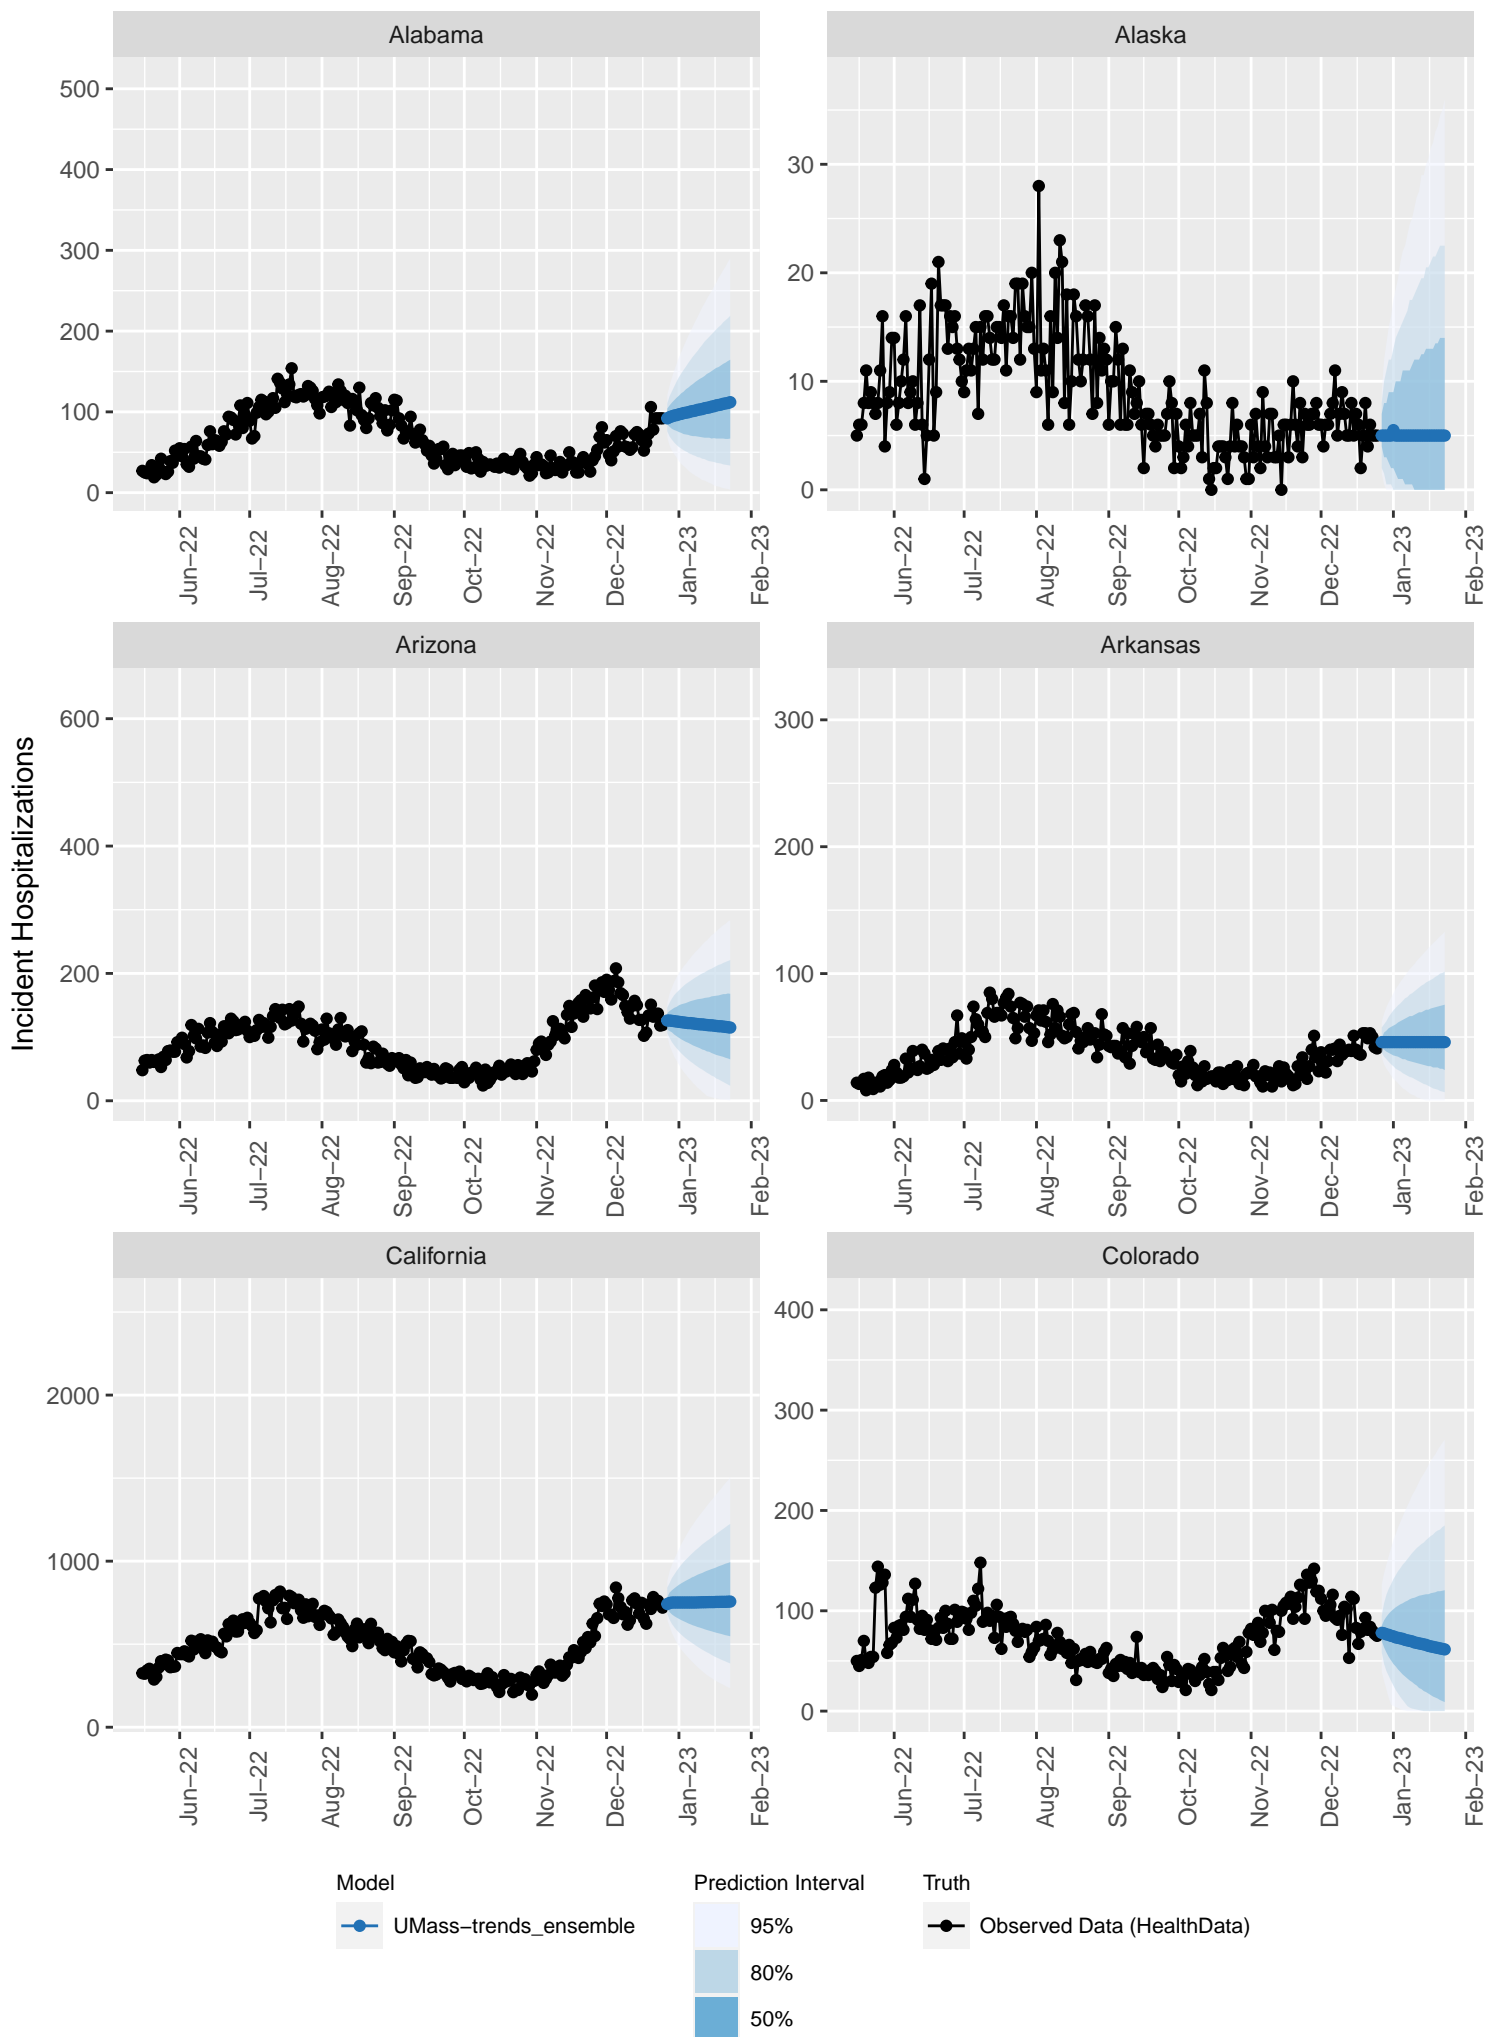 Alabama
Alaska
500
400
300
200
100
0
30
20
10
0
Jun−22
Jul−22
Aug−22
Sep−22
Oct−22
Nov−22
Dec−22
Jan−23
Feb−23
Jun−22
Jul−22
Aug−22
Sep−22
Oct−22
Nov−22
Dec−22
Jan−23
Feb−23
Incident Hospitalizations
Arizona
Arkansas
600
400
200
0
300
200
100
0
Jun−22
Jul−22
Aug−22
Sep−22
Oct−22
Nov−22
Dec−22
Jan−23
Feb−23
Jun−22
Jul−22
Aug−22
Sep−22
Oct−22
Nov−22
Dec−22
Jan−23
Feb−23
California
Colorado
2000
1000
0
400
300
200
100
0
Jun−22
Jul−22
Aug−22
Sep−22
Oct−22
Nov−22
Dec−22
Jan−23
Feb−23
Jun−22
Jul−22
Aug−22
Sep−22
Oct−22
Nov−22
Dec−22
Jan−23
Feb−23
Model
UMass−trends_ensemble
Prediction Interval
95%
80%
50%
Truth
Observed Data (HealthData)